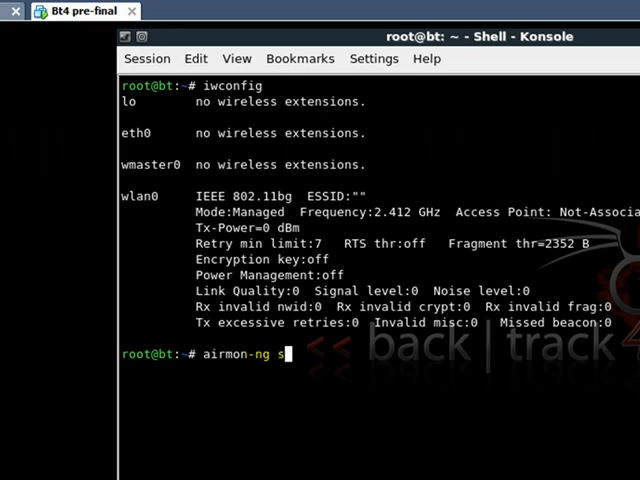 Bt4 pre-final
root@bt: ~ - Shell - Konsole
Session Edit View Bookmarks Settings Help
root@bt:~# iwconfig
lo no wireless extensions.
eth0 no wireless extensions.
wmaster0 no wireless extensions.
wlan0 IEEE 802.11bg ESSID:""
Mode:Managed Frequency:2.412 GHz Access Point: Not-Associa
Tx-Power=0 dBm
Retry min limit:7 RTS thr:off Fragment thr=2352 B
Encryption key:off
Power Management:off
Link Quality:0 Signal level:0 Noise level:0
Rx invalid nwid:0 Rx invalid crypt:0 Rx invalid frag:0
Tx excessive retries:0 Invalid misc:0 Missed beacon:0
root@bt:~# airmon-ng s
<< back | track 4